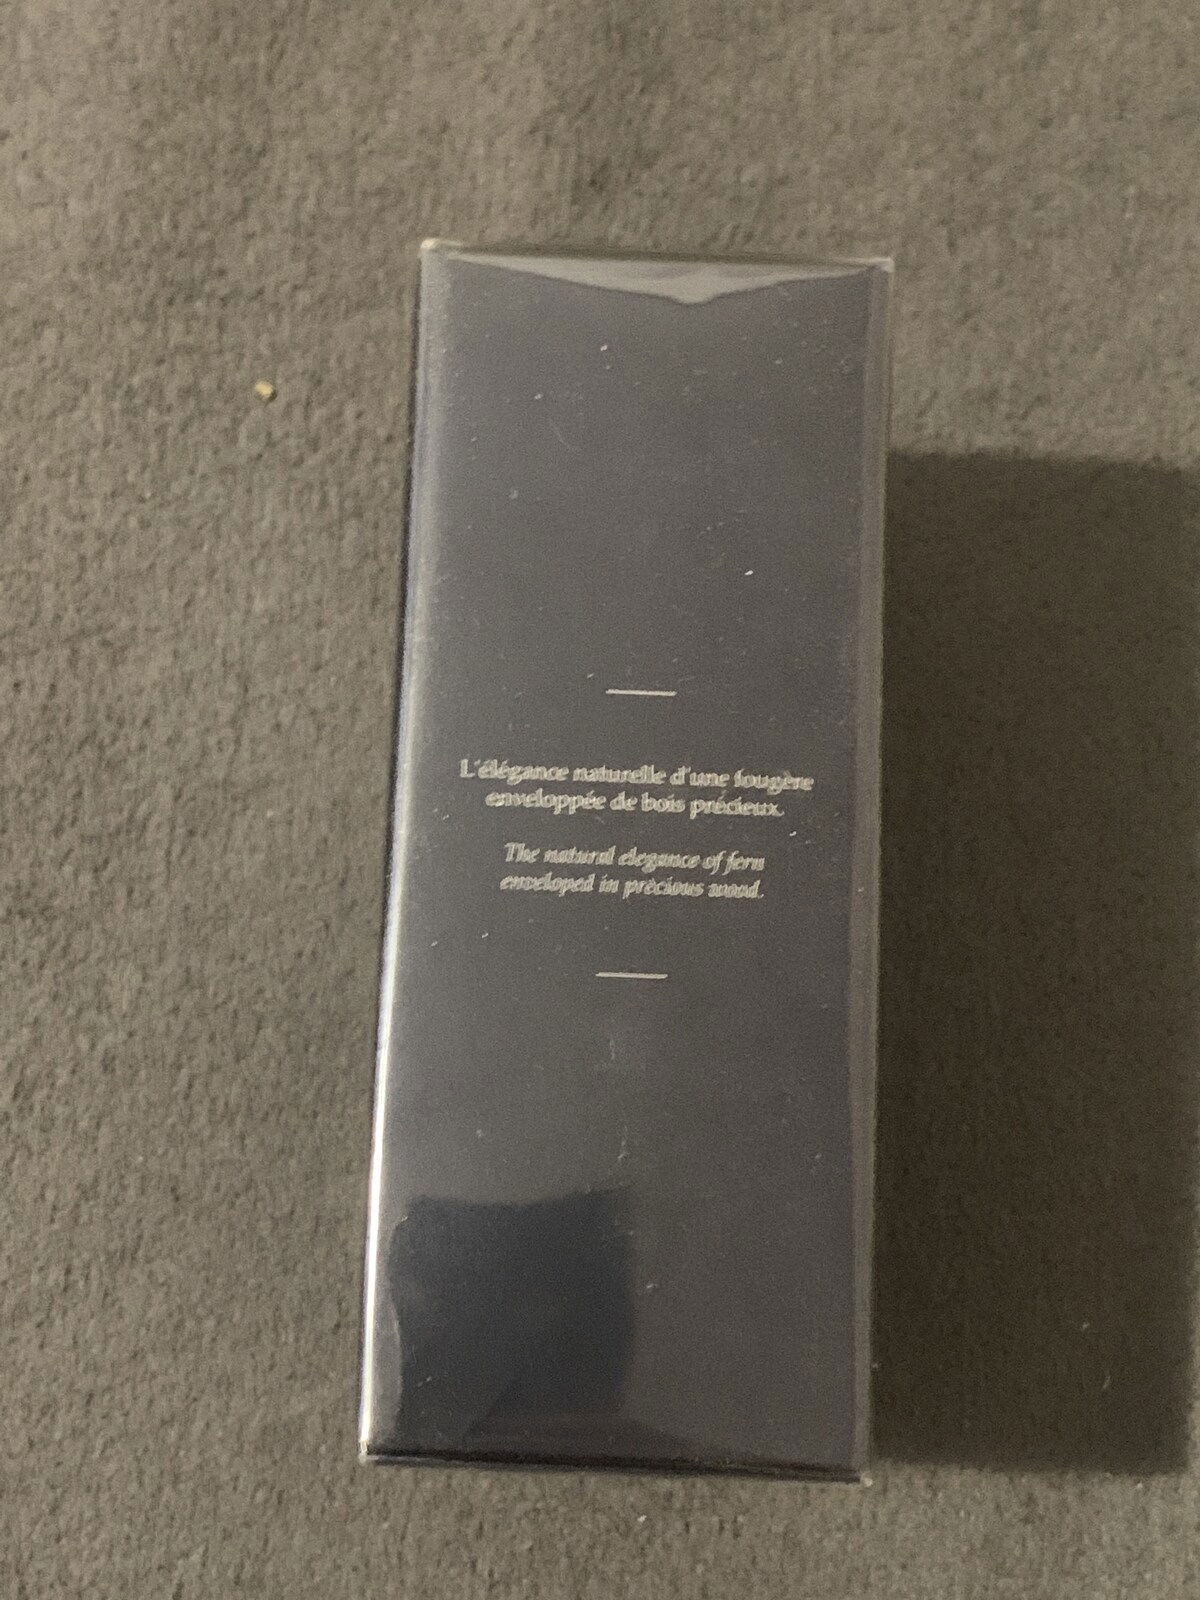 L'élégance naturelle d'une fougère
enveloppée de bois précieux.
The natural elegance of fern
enveloped in precious wood.